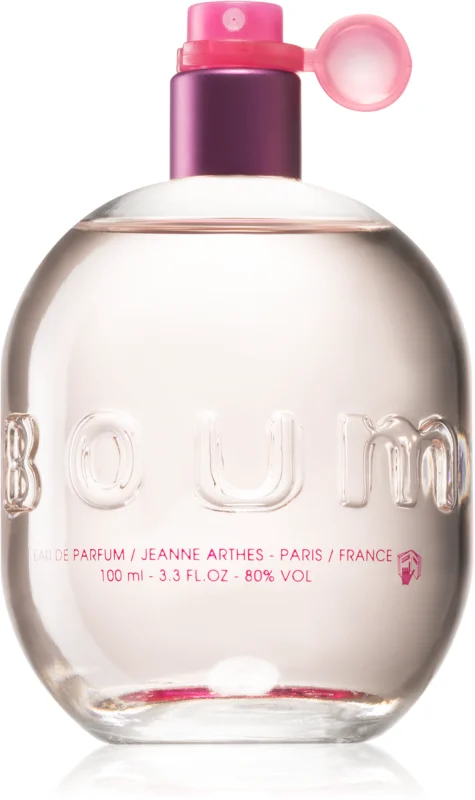 BOUM
EAU DE PARFUM / JEANNE ARTHES - PARIS / FRANCE
100 ml - 3.3 FL.OZ - 80% VOL